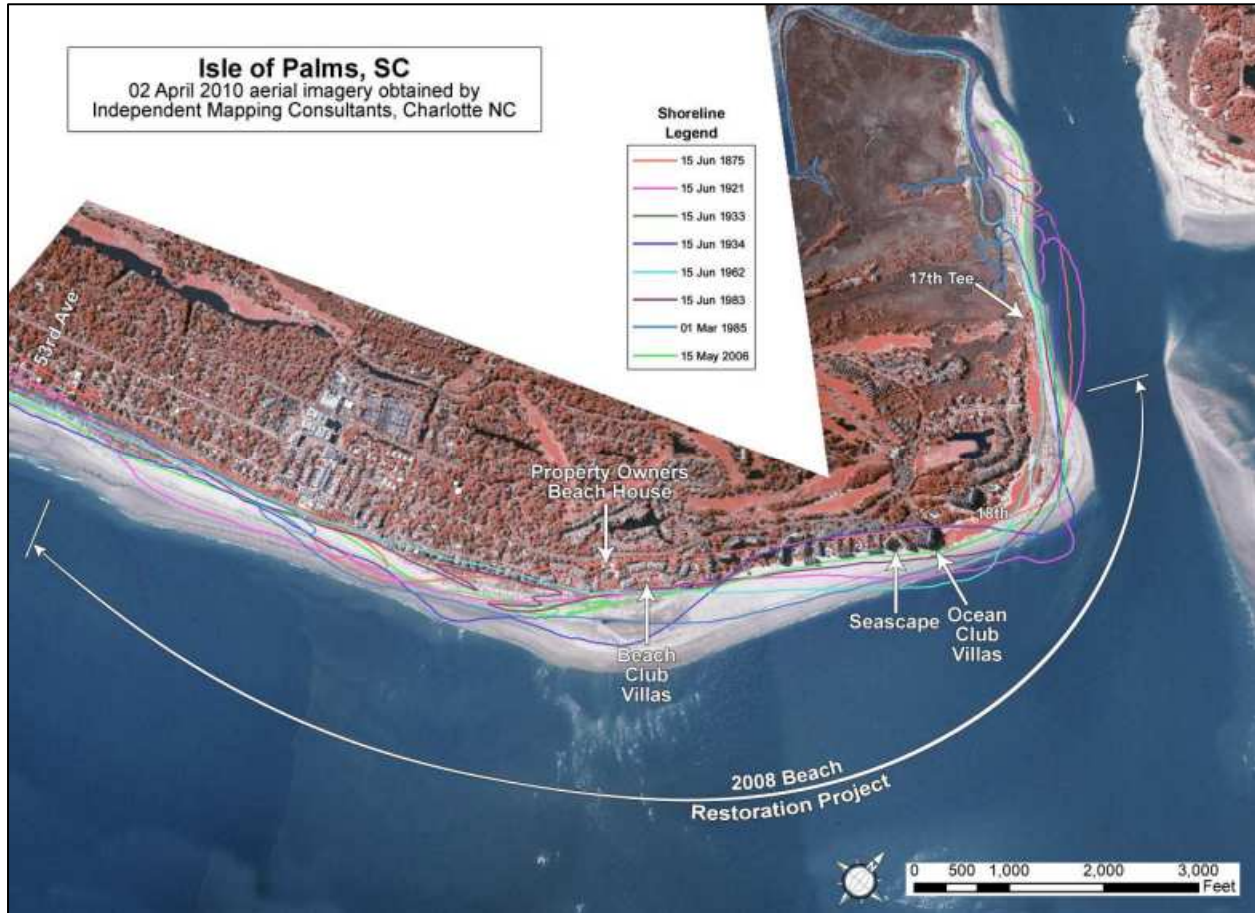 Isle of Palms, SC
02 April 2010 aerial imagery obtained by
Independent Mapping Consultants, Charlotte NC
Shoreline
Legend
15 Jun 1875
15 Jun 1921
15 Jun 1933
15 Jun 1934
15 Jun 1962
15 Jun 1983
01 Mar 1985
15 May 2006
17th Tee
53rd Ave
Property Owners
Beach House
18th
Seascape
Ocean
Club
Villas
Beach
Club
Villas
2008 Beach
Restoration Project
N
0 500 1,000 2,000 3,000
Feet